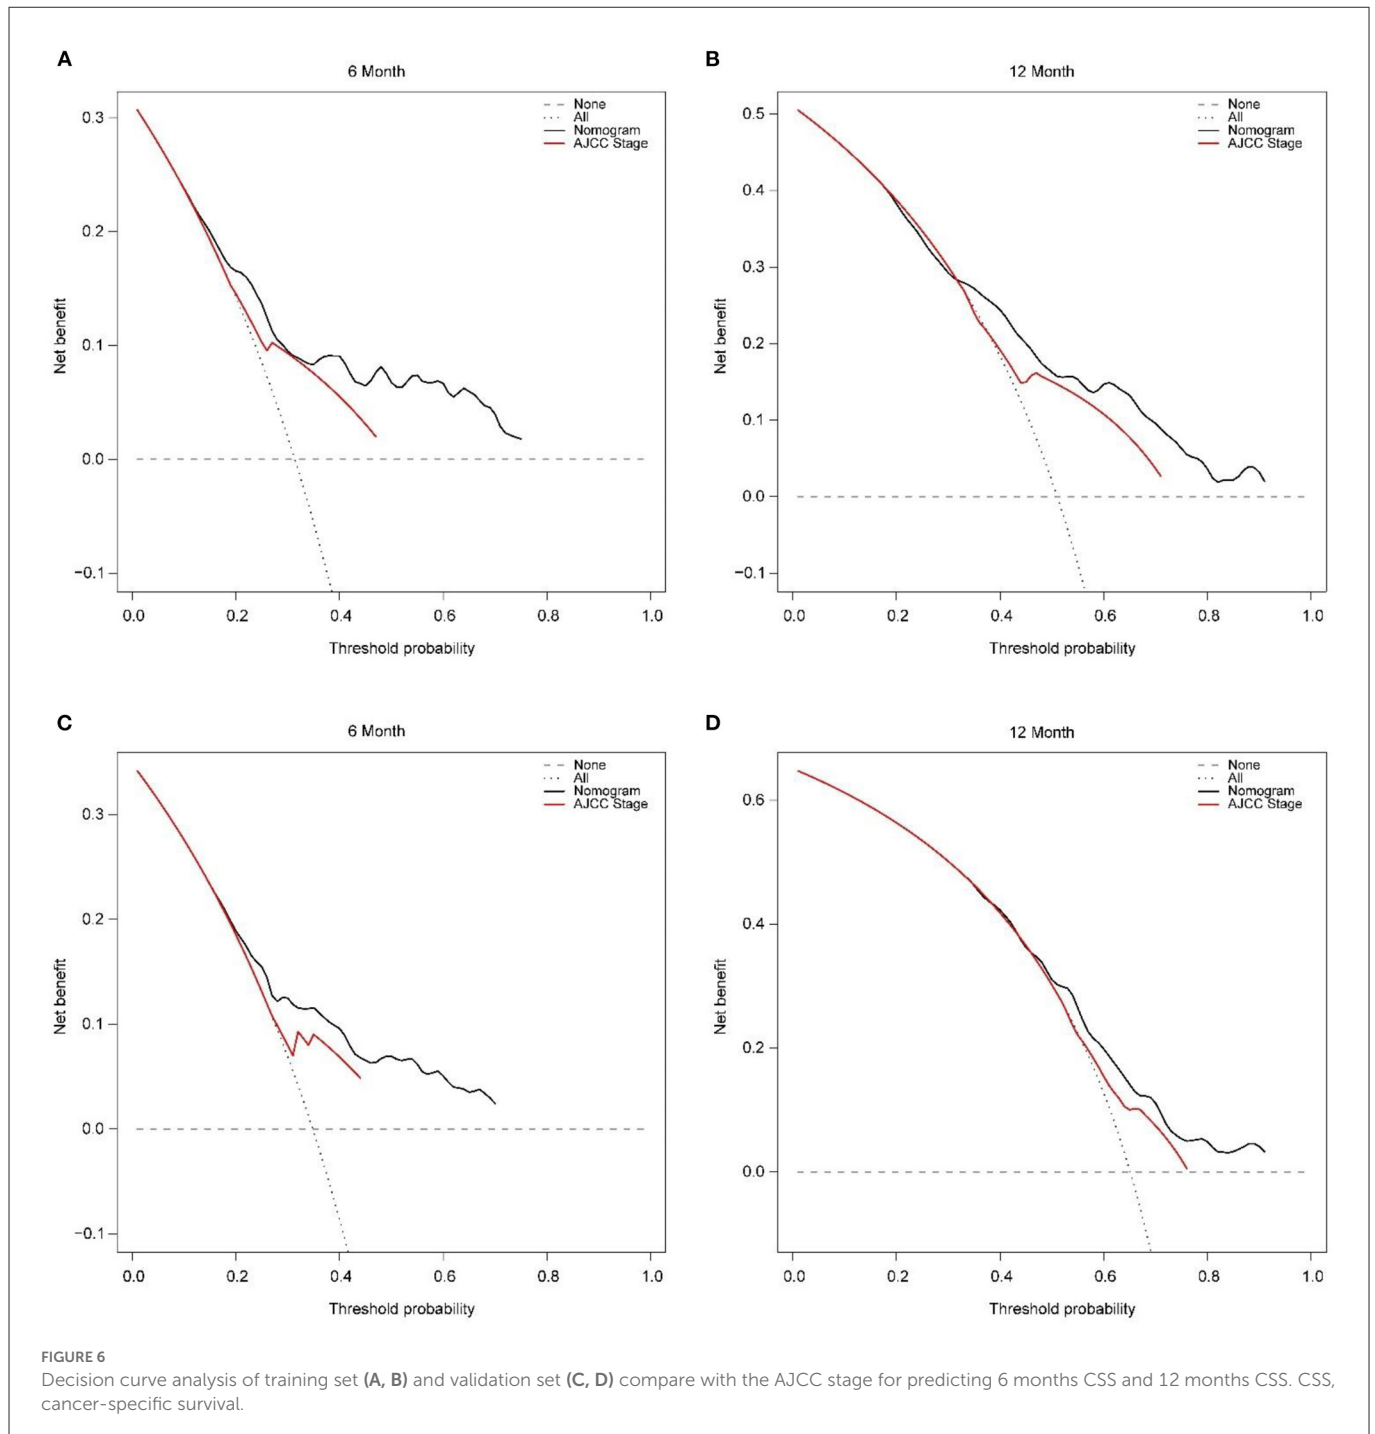 A
6 Month
None
All
Nomogram
AJCC Stage
0.3
0.2
0.1
0.0
−0.1
Net benefit
0.0 0.2 0.4 0.6 0.8 1.0
Threshold probability
B
12 Month
None
All
Nomogram
AJCC Stage
0.5
0.4
0.3
0.2
0.1
0.0
−0.1
Net benefit
0.0 0.2 0.4 0.6 0.8 1.0
Threshold probability
C
6 Month
None
All
Nomogram
AJCC Stage
0.3
0.2
0.1
0.0
−0.1
Net benefit
0.0 0.2 0.4 0.6 0.8 1.0
Threshold probability
D
12 Month
None
All
Nomogram
AJCC Stage
0.6
0.4
0.2
0.0
Net benefit
0.0 0.2 0.4 0.6 0.8 1.0
Threshold probability
FIGURE 6
Decision curve analysis of training set (A, B) and validation set (C, D) compare with the AJCC stage for predicting 6 months CSS and 12 months CSS. CSS,
cancer-specific survival.